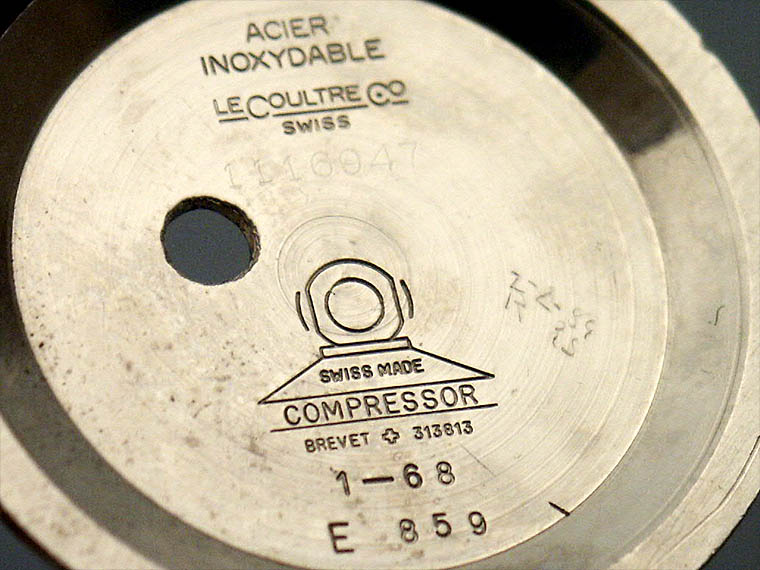 ACIER
INOXYDABLE
LECOULTRE CO
SWISS
1116047
SWISS MADE
COMPRESSOR
BREVET ✚ 313813
1-68
E 859